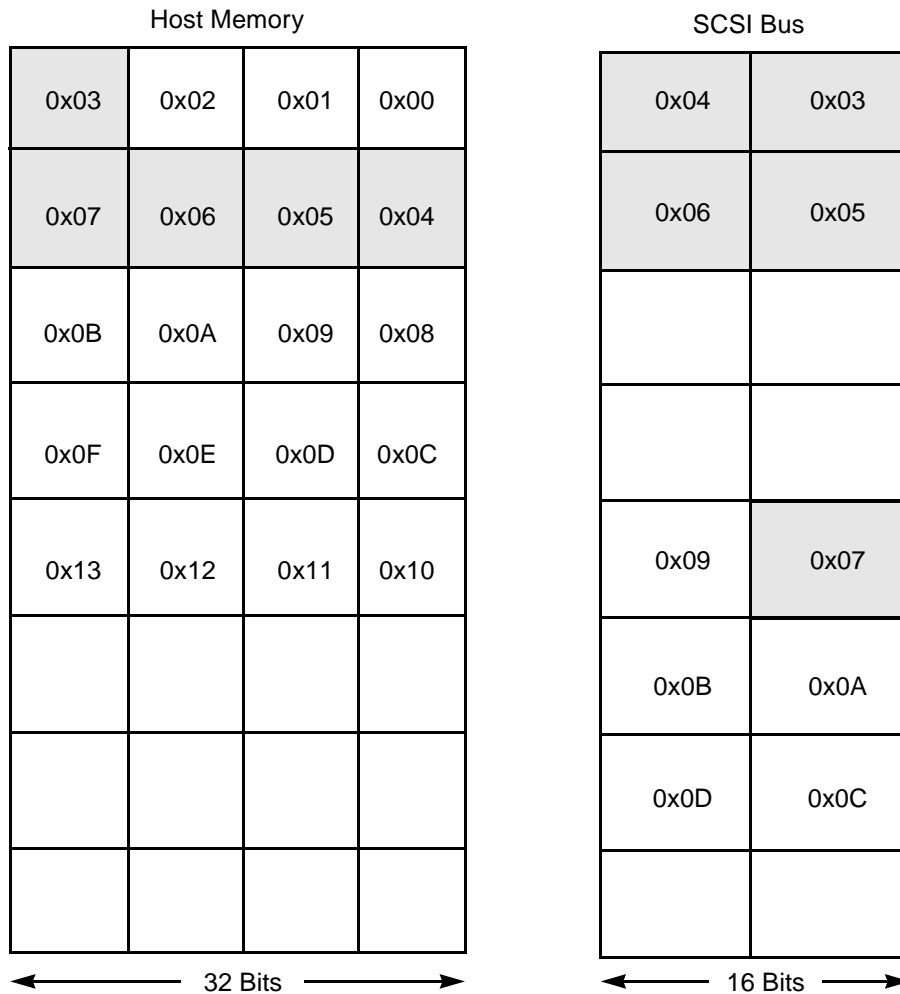 Host Memory
0x03 0x02 0x01 0x00
0x07 0x06 0x05 0x04
0x0B 0x0A 0x09 0x08
0x0F 0x0E 0x0D 0x0C
0x13 0x12 0x11 0x10
32 Bits
SCSI Bus
0x04 0x03
0x06 0x05
0x09 0x07
0x0B 0x0A
0x0D 0x0C
16 Bits